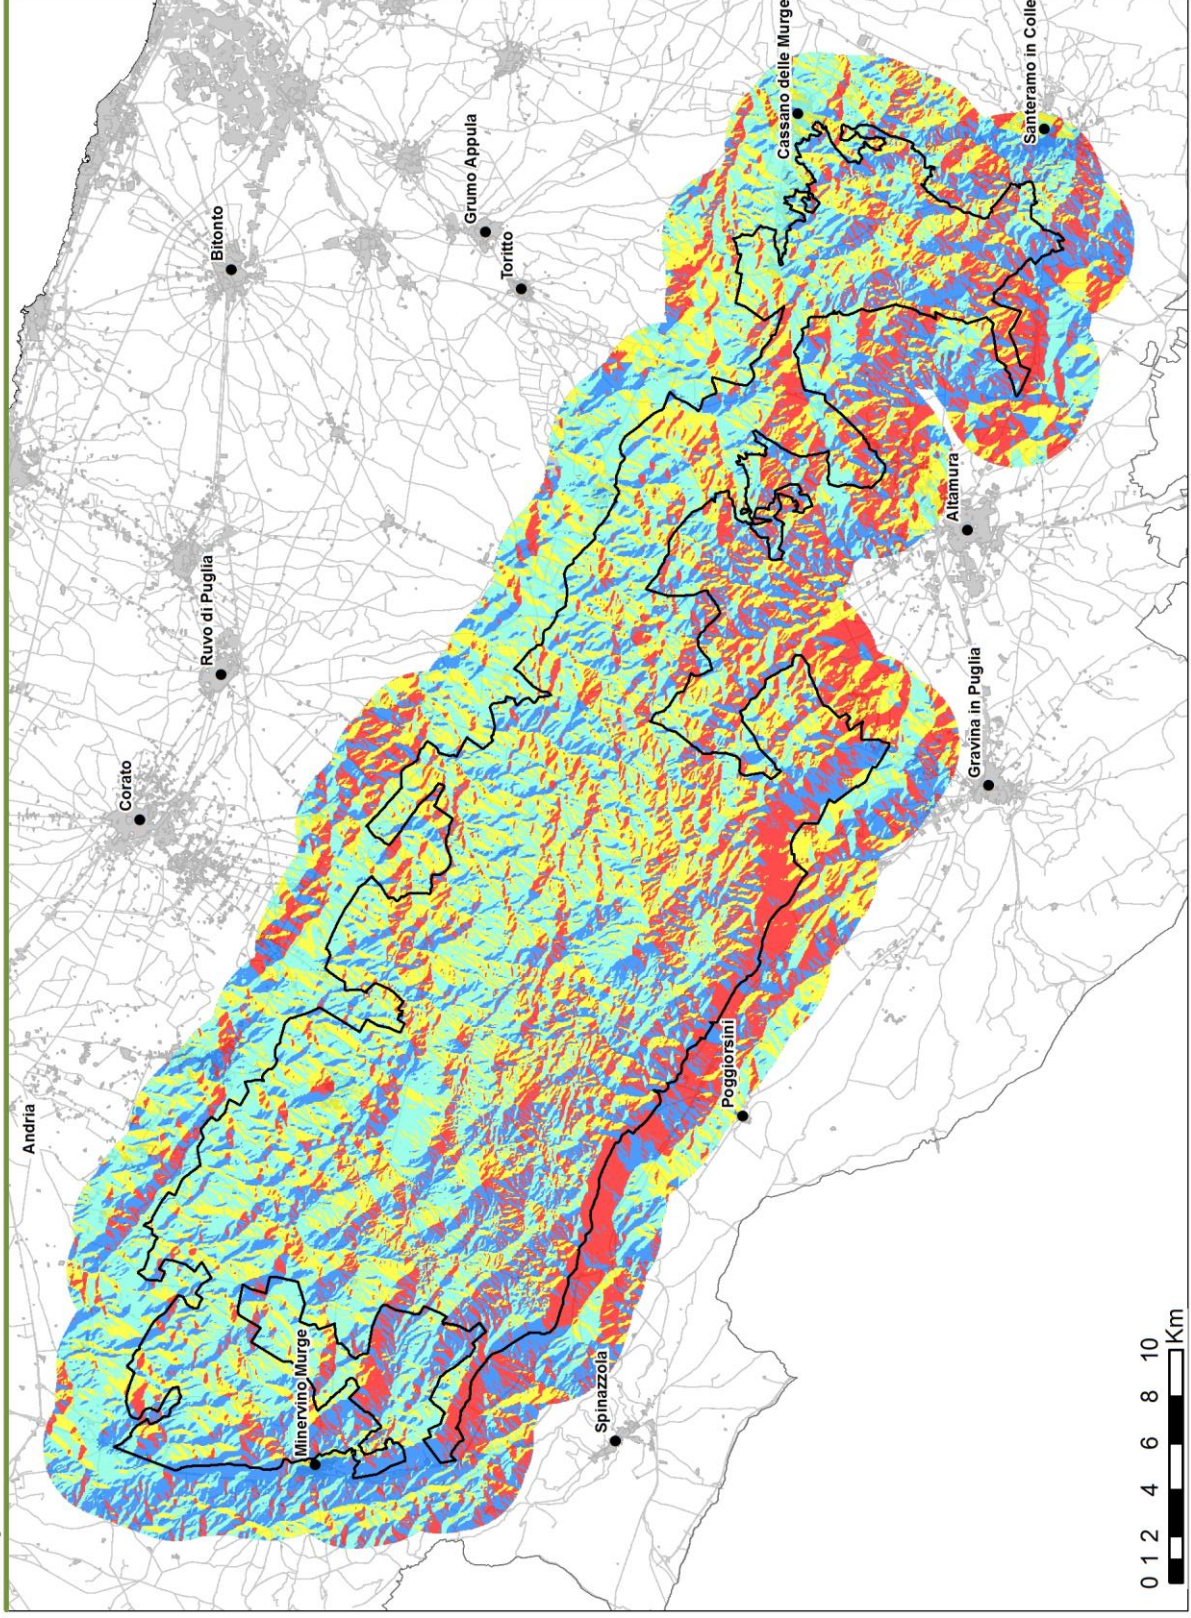 Andria
Corato
Ruvo di Puglia
Bitonto
Grumo Appula
Toritto
Cassano delle Murge
Santeramo in Colle
Minervino Murge
Spinazzola
Poggiorsini
Gravina in Puglia
Altamura
0 1 2 4 6 8 10
Km